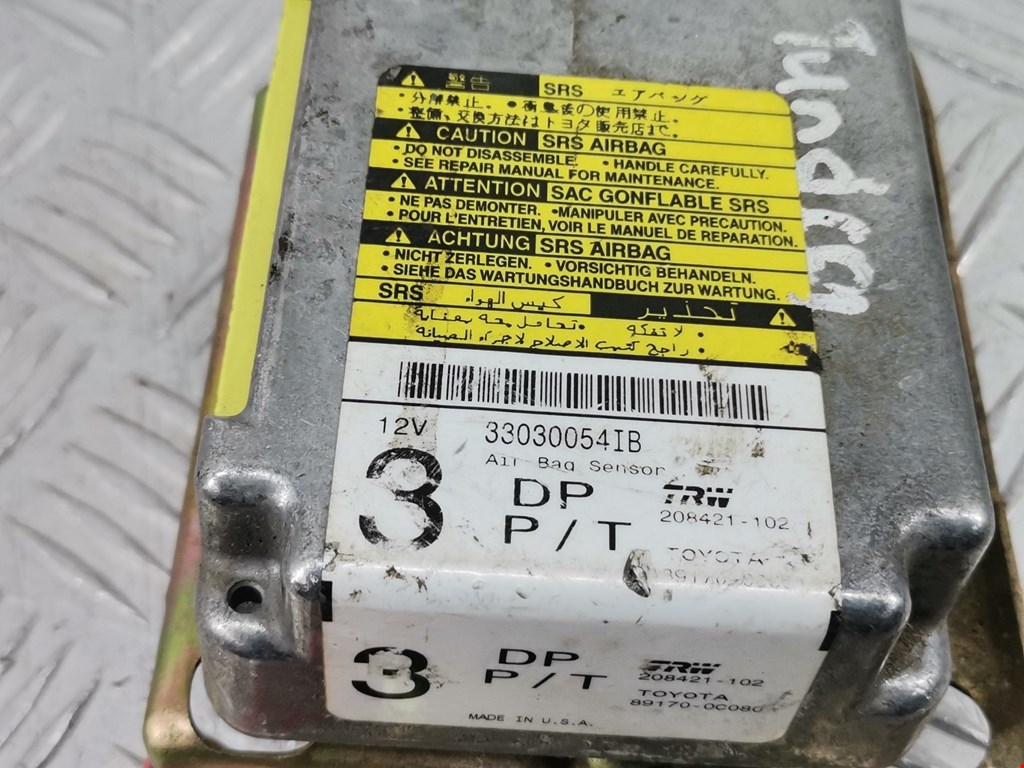 警告 SRS エアバッグ
・分解禁止. ・衝撃後の使用禁止.
・整備、交換方法はトヨタ販売店まで.
CAUTION SRS AIRBAG
• DO NOT DISASSEMBLE. • HANDLE CAREFULLY.
• SEE REPAIR MANUAL FOR MAINTENANCE.
ATTENTION SAC GONFLABLE SRS
• NE PAS DEMONTER. •MANIPULER AVEC PRECAUTION.
• POUR L'ENTRETIEN, VOIR LE MANUEL DE REPARATION.
ACHTUNG SRS AIRBAG
• NICHT ZERLEGEN. • VORSICHTIG BEHANDELN.
• SIEHE DAS WARTUNGSHANDBUCH ZUR WARTUNG.
تحذير كيس الهواء SRS
• لا تفكه • تعامل معه بعناية
• راجع كتيب الاصلاح لاجراء الصيانة
12V 33030054IB
Air Bag Sensor
3 DP TRW
P/T 208421-102
TOYOTA
89170-0C0
3 DP TRW
P/T 208421-102
TOYOTA
89170-0C080
MADE IN U.S.A.